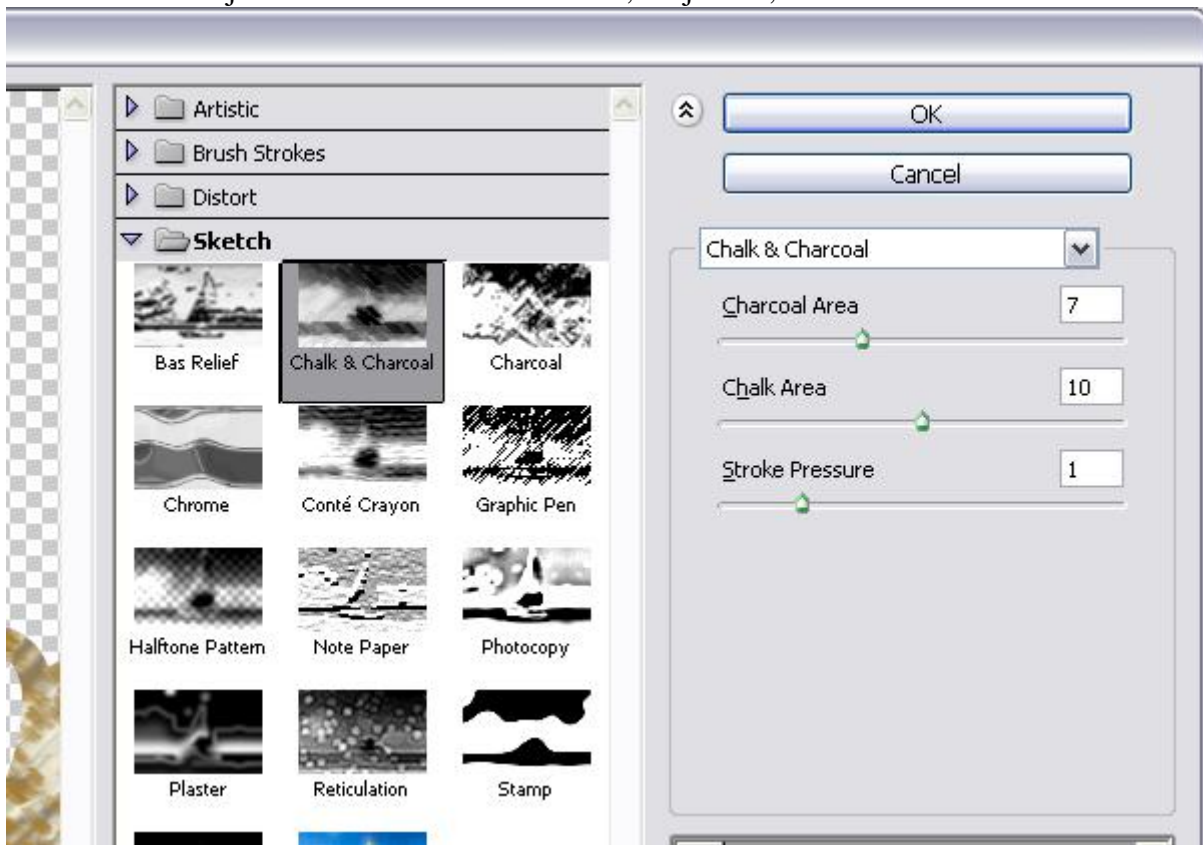 Artistic
Brush Strokes
Distort
Sketch
Bas Relief
Chalk & Charcoal
Charcoal
Chrome
Conté Crayon
Graphic Pen
Halftone Pattern
Note Paper
Photocopy
Plaster
Reticulation
Stamp
OK
Cancel
Chalk & Charcoal
Charcoal Area 7
Chalk Area 10
Stroke Pressure 1